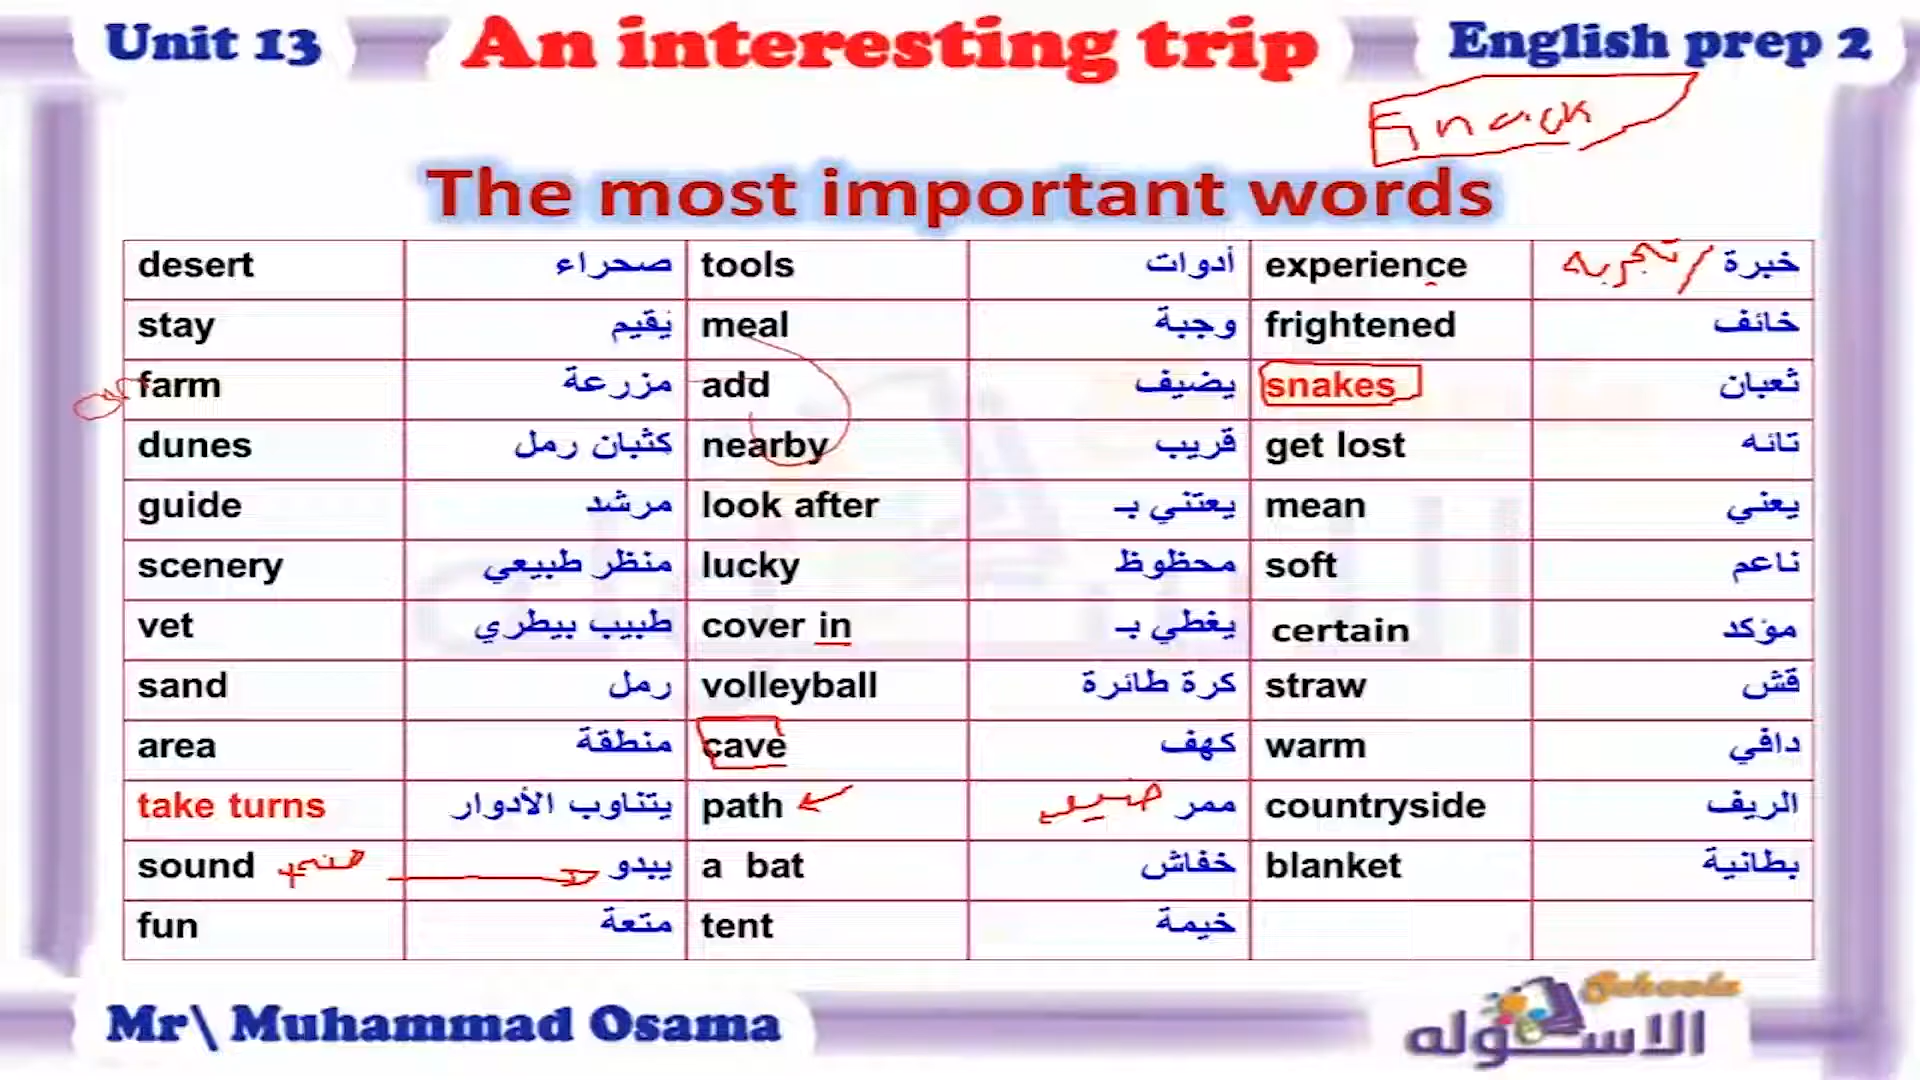 Unit 13 An interesting trip English prep 2
snack
The most important words
desert صحراء tools أدوات experience خبرة / تجربه
stay يُقيم meal وجبة frightened خائف
farm مزرعة add يضيف snakes ثعبان
dunes كثبان رمل nearby قريب get lost تائه
guide مرشد look after يعتني بـ mean يعني
scenery منظر طبيعي lucky محظوظ soft ناعم
vet طبيب بيطري cover in يغطي بـ certain مؤكد
sand رمل volleyball كرة طائرة straw قش
area منطقة cave كهف warm دافي
take turns يتناوب الأدوار path ممر countryside الريف
sound يبدو a bat خفاش blanket بطانية
fun متعة tent خيمة
Mr\ Muhammad Osama
Schools
الاسكوله